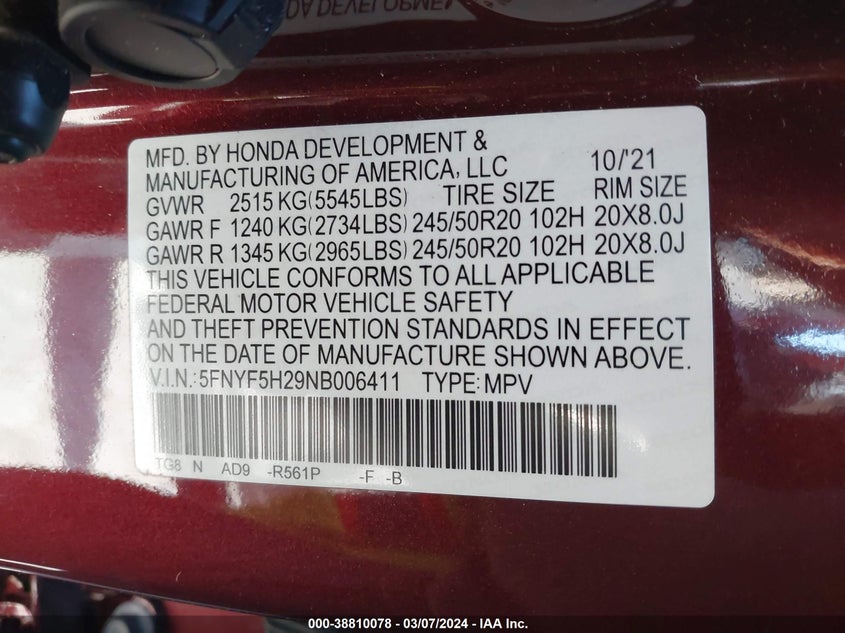 DA DEVELOPME
MFD. BY HONDA DEVELOPMENT & 10/'21
MANUFACTURING OF AMERICA, LLC
GVWR 2515 KG(5545LBS) TIRE SIZE RIM SIZE
GAWR F 1240 KG(2734LBS) 245/50R20 102H 20X8.0J
GAWR R 1345 KG(2965LBS) 245/50R20 102H 20X8.0J
THIS VEHICLE CONFORMS TO ALL APPLICABLE
FEDERAL MOTOR VEHICLE SAFETY
AND THEFT PREVENTION STANDARDS IN EFFECT
ON THE DATE OF MANUFACTURE SHOWN ABOVE.
V.I.N.:5FNYF5H29NB006411 TYPE:MPV
TG8 N AD9 -R561P -F -B
000-38810078 - 03/07/2024 - IAA Inc.